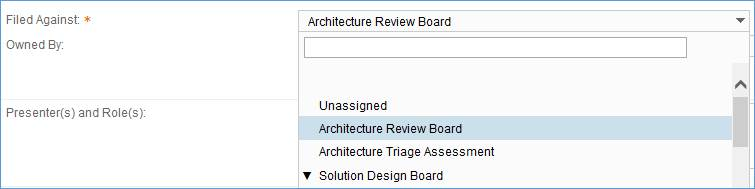 Filed Against: * Architecture Review Board
Owned By:
Unassigned
Presenter(s) and Role(s): Architecture Review Board
Architecture Triage Assessment
Solution Design Board